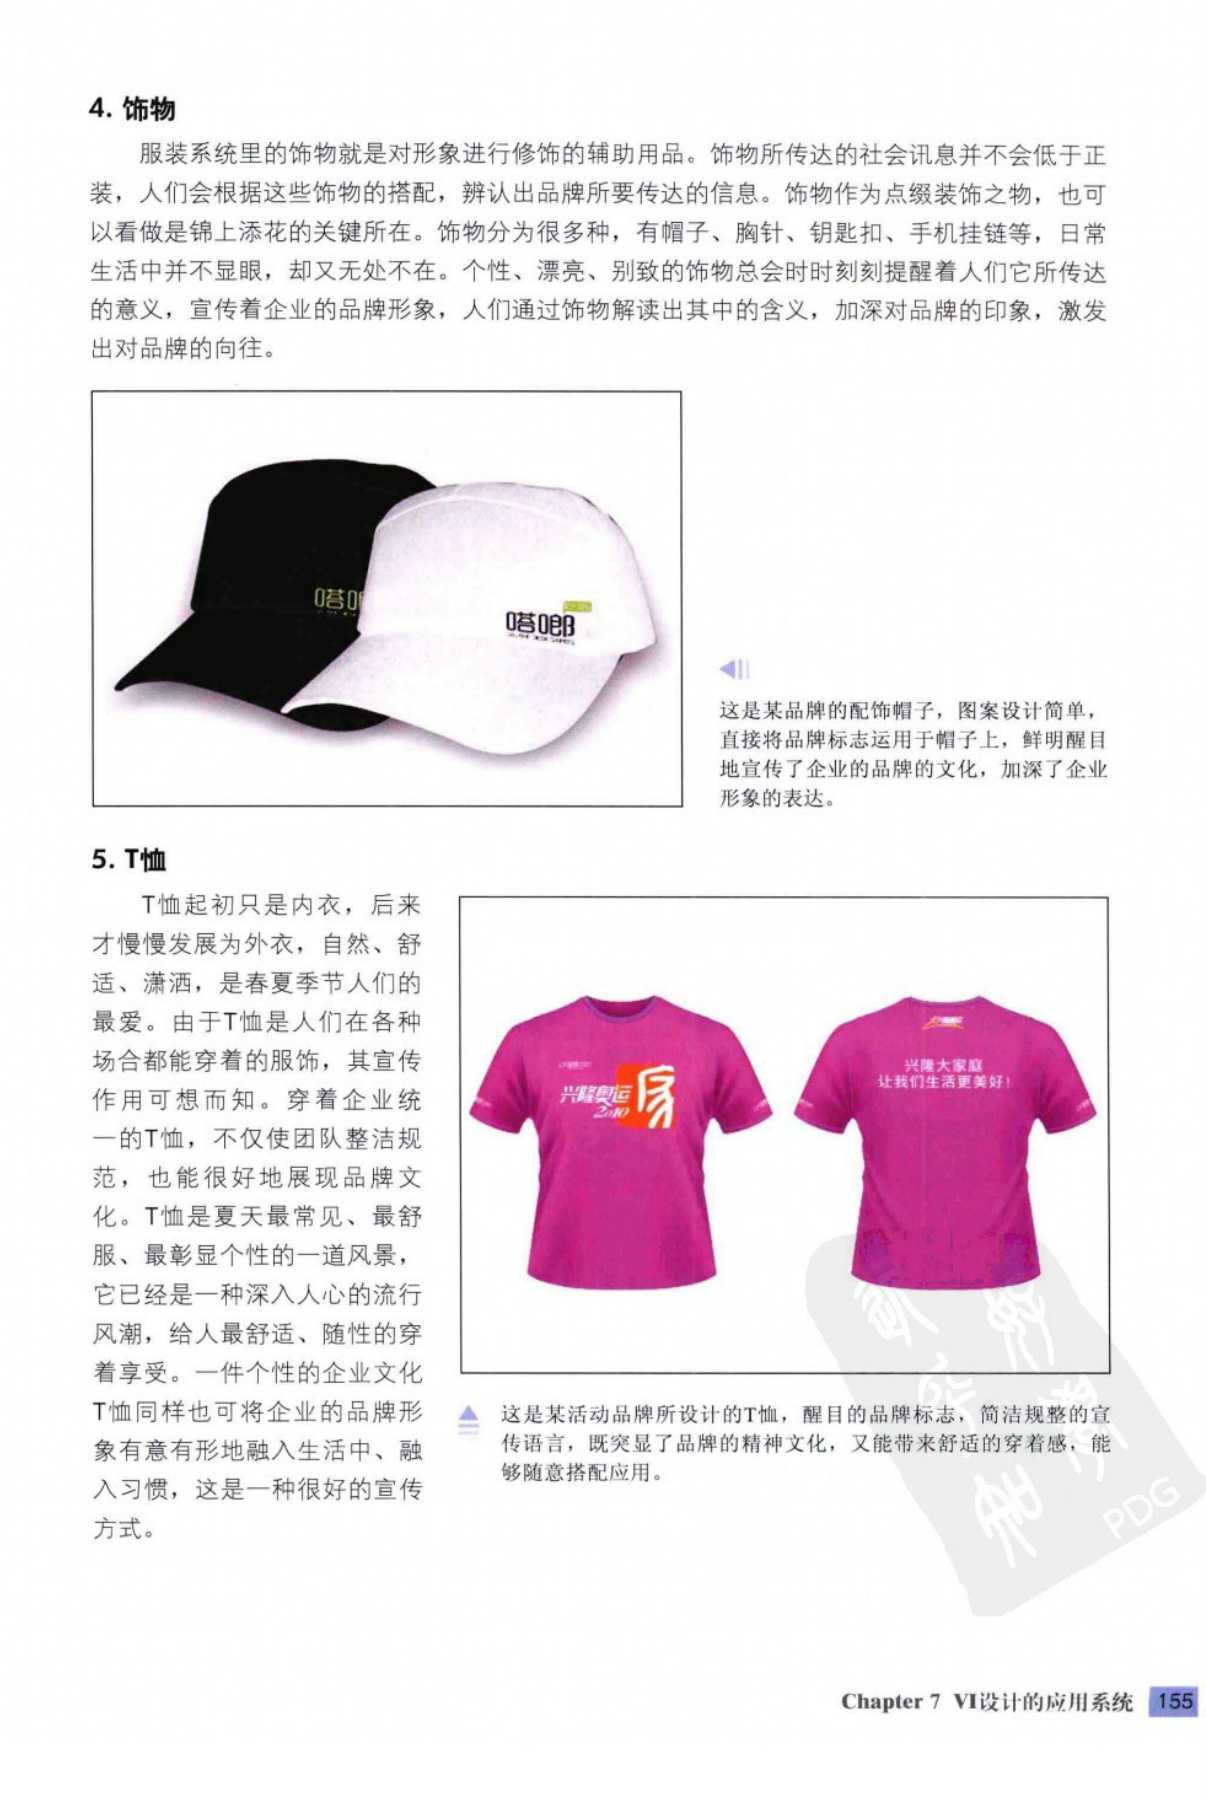 4. 饰物
服装系统里的饰物就是对形象进行修饰的辅助用品。饰物所传达的社会讯息并不会低于正
装，人们会根据这些饰物的搭配，辨认出品牌所要传达的信息。饰物作为点缀装饰之物，也可
以看做是锦上添花的关键所在。饰物分为很多种，有帽子、胸针、钥匙扣、手机挂链等，日常
生活中并不显眼，却又无处不在。个性、漂亮、别致的饰物总会时时刻刻提醒着人们它所传达
的意义，宣传着企业的品牌形象，人们通过饰物解读出其中的含义，加深对品牌的印象，激发
出对品牌的向往。
嗒
嗒啷
这是某品牌的配饰帽子，图案设计简单，
直接将品牌标志运用于帽子上，鲜明醒目
地宣传了企业的品牌的文化，加深了企业
形象的表达。
5. T恤
T恤起初只是内衣，后来
才慢慢发展为外衣，自然、舒
适、潇洒，是春夏季节人们的
最爱。由于T恤是人们在各种
场合都能穿着的服饰，其宣传
作用可想而知。穿着企业统
一的T恤，不仅使团队整洁规
范，也能很好地展现品牌文
化。T恤是夏天最常见、最舒
服、最彰显个性的一道风景，
它已经是一种深入人心的流行
风潮，给人最舒适、随性的穿
着享受。一件个性的企业文化
T恤同样也可将企业的品牌形
象有意有形地融入生活中、融
入习惯，这是一种很好的宣传
方式。
兴隆奥运
2010
家
兴隆大家庭
让我们生活更美好！
这是某活动品牌所设计的T恤，醒目的品牌标志，简洁规整的宣
传语言，既突显了品牌的精神文化，又能带来舒适的穿着感，能
够随意搭配应用。
PDG
Chapter 7 VI设计的应用系统 155